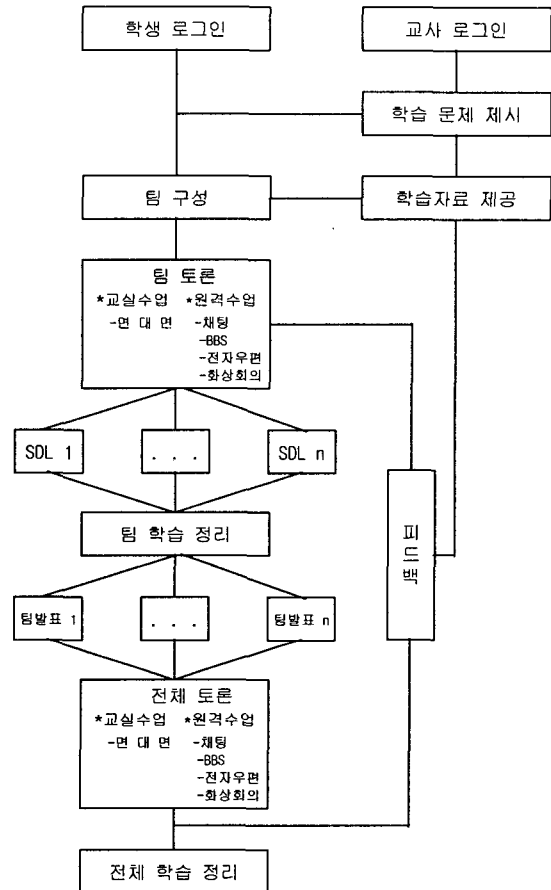 학생 로그인
교사 로그인
학습 문제 제시
팀 구성
학습자료 제공
팀 토론
*교실수업 *원격수업
-면 대 면 -채팅
-BBS
-전자우편
-화상회의
SDL 1
. . .
SDL n
팀 학습 정리
피드백
팀발표 1
. . .
팀발표 n
전체 토론
*교실수업 *원격수업
-면 대 면 -채팅
-BBS
-전자우편
-화상회의
전체 학습 정리